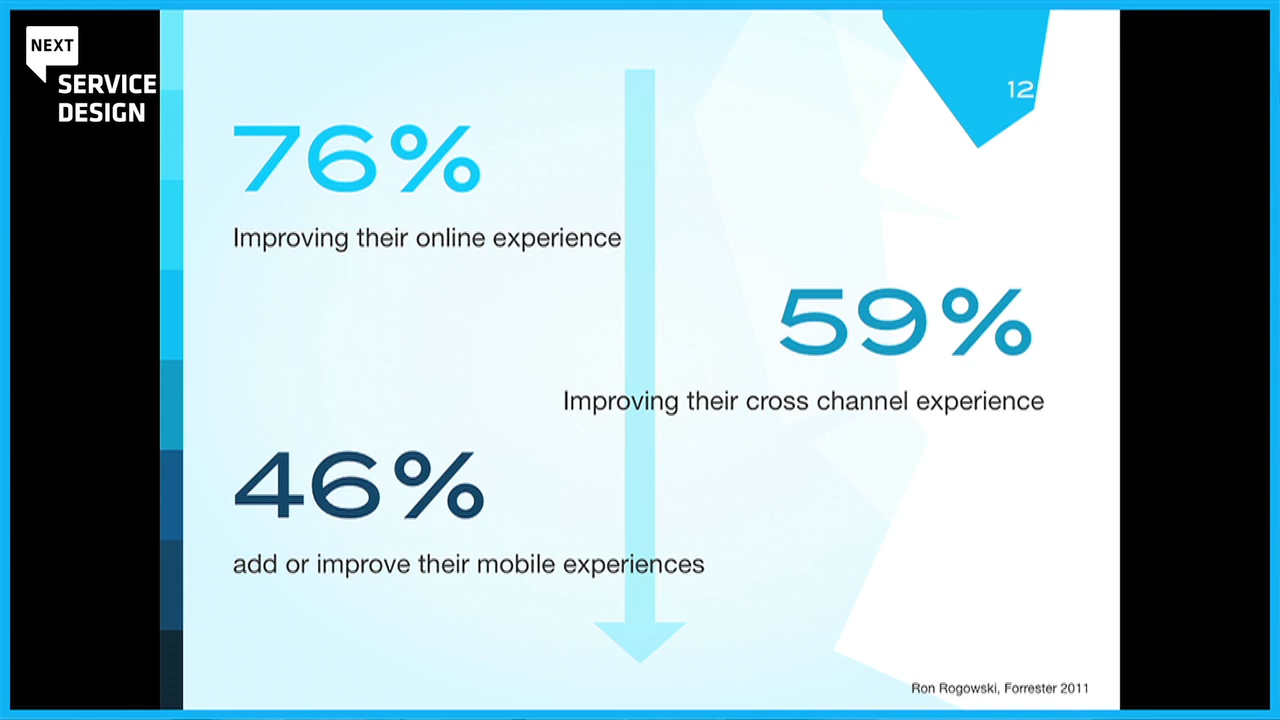 NEXT
SERVICE
DESIGN
12
76%
Improving their online experience
59%
Improving their cross channel experience
46%
add or improve their mobile experiences
Ron Rogowski, Forrester 2011